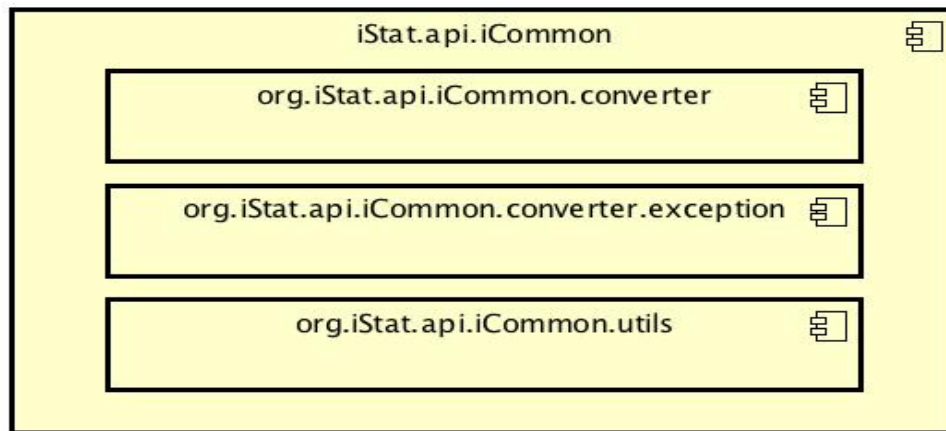 iStat.api.iCommon
org.iStat.api.iCommon.converter
org.iStat.api.iCommon.converter.exception
org.iStat.api.iCommon.utils